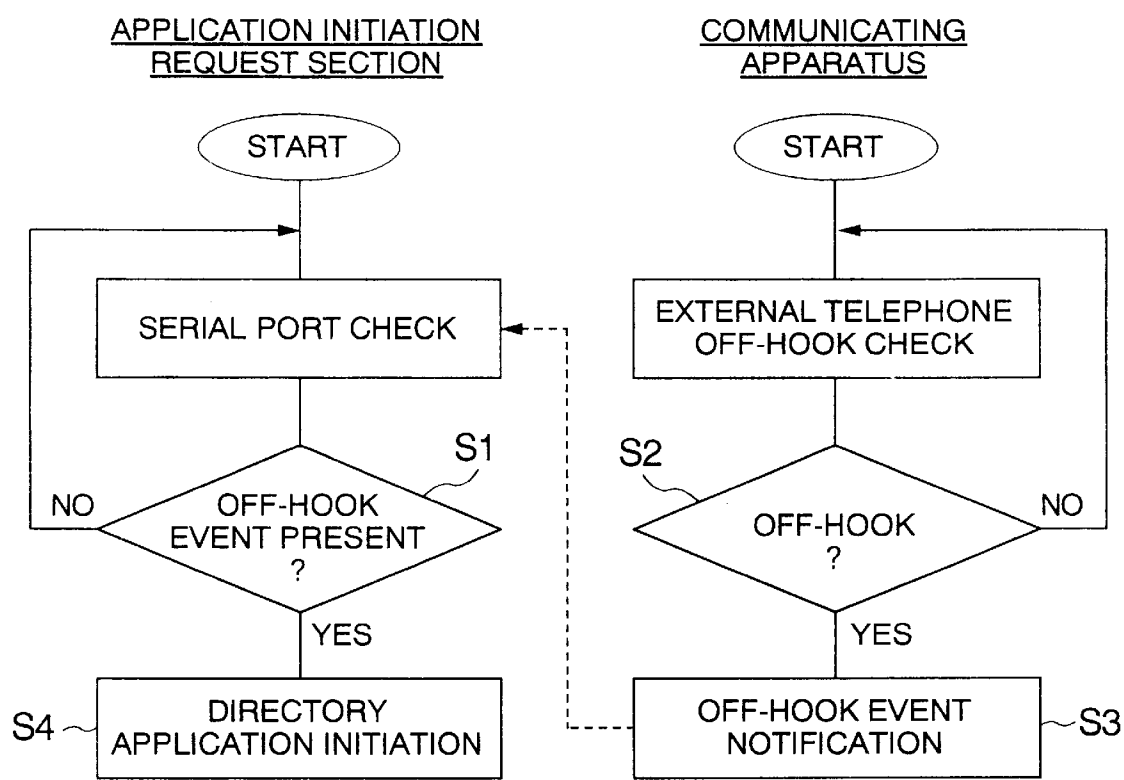 APPLICATION INITIATION
REQUEST SECTION
START
SERIAL PORT CHECK
S1
NO
OFF-HOOK
EVENT PRESENT
?
YES
S4
DIRECTORY
APPLICATION INITIATION
COMMUNICATING
APPARATUS
START
EXTERNAL TELEPHONE
OFF-HOOK CHECK
S2
OFF-HOOK
?
NO
YES
OFF-HOOK EVENT
NOTIFICATION
S3